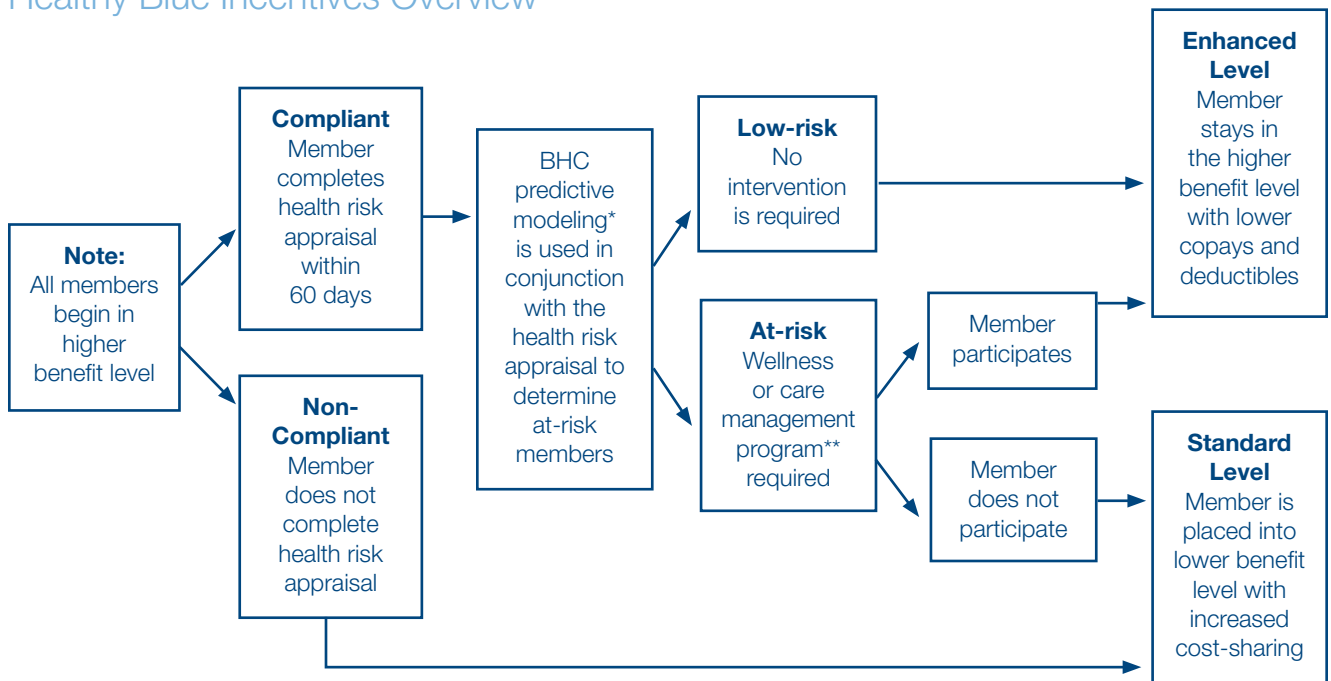 Healthy Blue Incentives Overview
Note:
All members
begin in
higher
benefit level
Compliant
Member
completes
health risk
appraisal
within
60 days
Non-
Compliant
Member
does not
complete
health risk
appraisal
BHC
predictive
modeling*
is used in
conjunction
with the
health risk
appraisal to
determine
at-risk
members
Low-risk
No
intervention
is required
At-risk
Wellness
or care
management
program**
required
Member
participates
Member
does not
participate
Enhanced
Level
Member
stays in
the higher
benefit level
with lower
copays and
deductibles
Standard
Level
Member is
placed into
lower benefit
level with
increased
cost-sharing